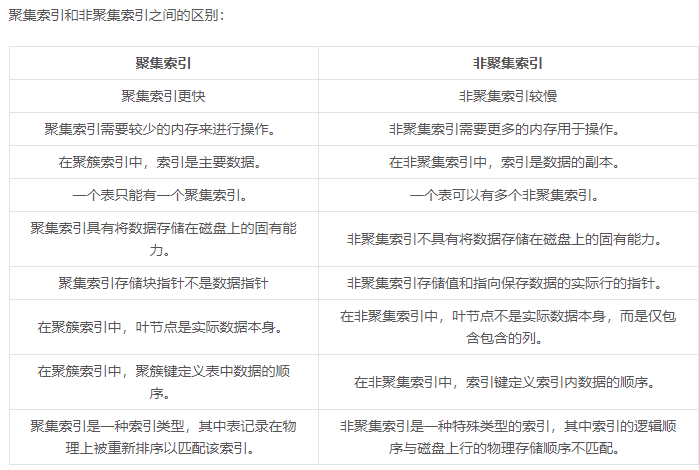 聚集索引和非聚集索引之间的区别：
聚集索引
非聚集索引
聚集索引更快
非聚集索引较慢
聚集索引需要较少的内存来进行操作。
非聚集索引需要更多的内存用于操作。
在聚簇索引中，索引是主要数据。
在非聚集索引中，索引是数据的副本。
一个表只能有一个聚集索引。
一个表可以有多个非聚集索引。
聚集索引具有将数据存储在磁盘上的固有能
力。
非聚集索引不具有将数据存储在磁盘上的固有能力。
聚集索引存储块指针不是数据指针
非聚集索引存储值和指向保存数据的实际行的指针。
在聚簇索引中，叶节点是实际数据本身。
在非聚集索引中，叶节点不是实际数据本身，而是仅包
含包含的列。
在聚簇索引中，聚簇键定义表中数据的顺
序。
在非聚集索引中，索引键定义索引内数据的顺序。
聚集索引是一种索引类型，其中表记录在物
理上被重新排序以匹配该索引。
非聚集索引是一种特殊类型的索引，其中索引的逻辑顺
序与磁盘上行的物理存储顺序不匹配。